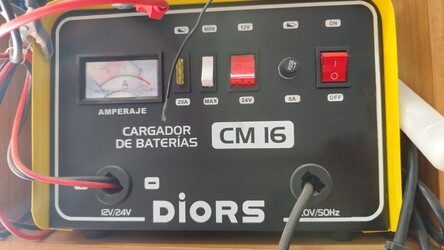 MIN 12V ON
A
AMPERAJE
20A MAX 24V 5A OFF
CARGADOR
DE BATERÍAS
CM 16
12V/24V
DiORS
0V/50Hz